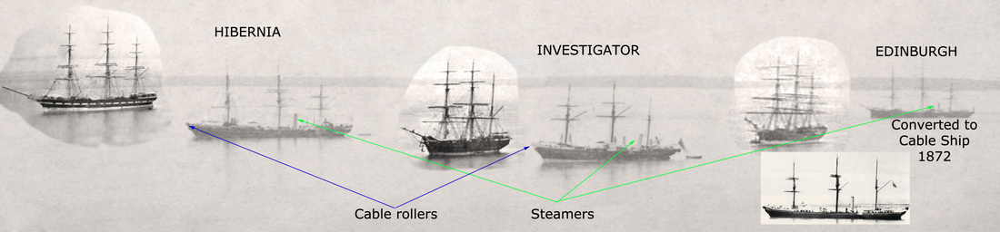 HIBERNIA
INVESTIGATOR
EDINBURGH
Converted to
Cable Ship
1872
Cable rollers
Steamers